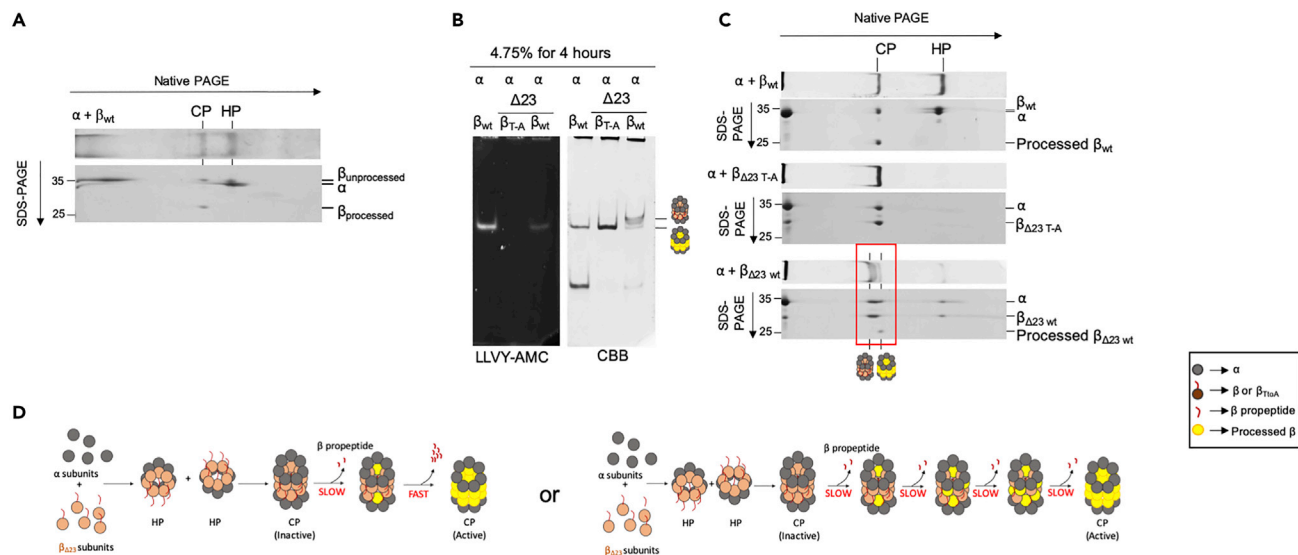 A
Native PAGE
α + βwt
CP
HP
SDS-PAGE
35
25
βunprocessed
α
βprocessed
B
4.75% for 4 hours
α α α
Δ23
βwt βT-A βwt
α α α
Δ23
βwt βT-A βwt
LLVY-AMC
CBB
C
Native PAGE
CP
HP
α + βwt
SDS-PAGE
35
25
βwt
α
Processed βwt
α + βΔ23 T-A
SDS-PAGE
35
25
α
βΔ23 T-A
α + βΔ23 wt
SDS-PAGE
35
25
α
βΔ23 wt
Processed βΔ23 wt
α
β or βTtoA
β propeptide
Processed β
D
α subunits
+
βΔ23 subunits
HP
+
HP
CP
(Inactive)
β propeptide
SLOW
FAST
CP
(Active)
or
α subunits
+
βΔ23 subunits
HP
+
HP
CP
(Inactive)
β propeptide
SLOW
SLOW
SLOW
SLOW
CP
(Active)